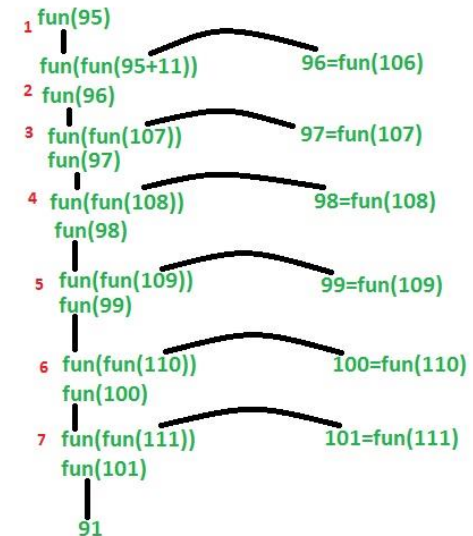 1 fun(95)
fun(fun(95+11)) 96=fun(106)
2 fun(96)
3 fun(fun(107)) 97=fun(107)
fun(97)
4 fun(fun(108)) 98=fun(108)
fun(98)
5 fun(fun(109)) 99=fun(109)
fun(99)
6 fun(fun(110)) 100=fun(110)
fun(100)
7 fun(fun(111)) 101=fun(111)
fun(101)
91